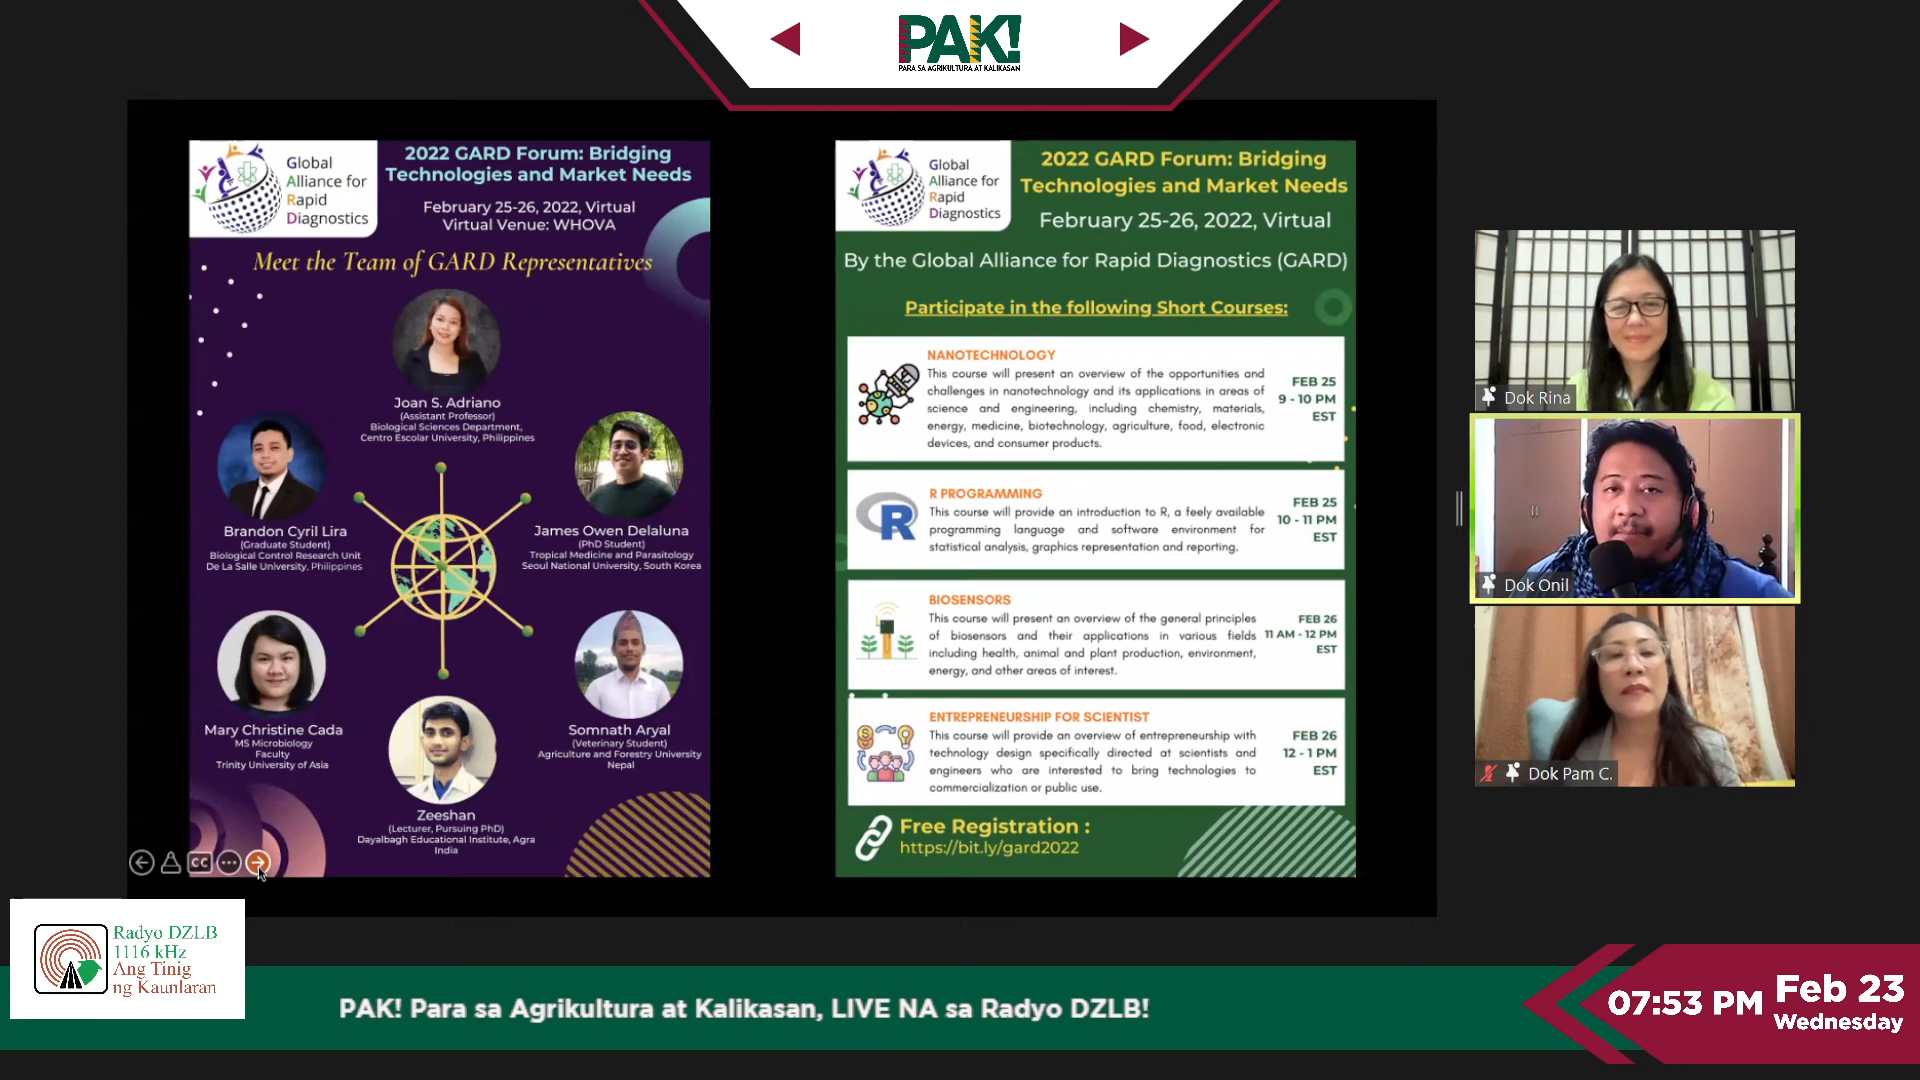 PAK!
PARA SA AGRIKULTURA AT KALIKASAN
Global
Alliance for
Rapid
Diagnostics
2022 GARD Forum: Bridging
Technologies and Market Needs
February 25-26, 2022, Virtual
Virtual Venue: WHOVA
Meet the Team of GARD Representatives
Joan S. Adriano
(Assistant Professor)
Biological Sciences Department,
Centro Escolar University, Philippines
Brandon Cyril Lira
(Graduate Student)
Biological Control Research Unit
De La Salle University, Philippines
James Owen Delaluna
(PhD Student)
Tropical Medicine and Parasitology
Seoul National University, South Korea
Mary Christine Cada
MS Microbiology
Faculty
Trinity University of Asia
Somnath Aryal
(Veterinary Student)
Agriculture and Forestry University
Nepal
Zeeshan
(Lecturer, Pursuing PhD)
Dayalbagh Educational Institute, Agra
India
CC
Global
Alliance for
Rapid
Diagnostics
2022 GARD Forum: Bridging
Technologies and Market Needs
February 25-26, 2022, Virtual
By the Global Alliance for Rapid Diagnostics (GARD)
Participate in the following Short Courses:
NANOTECHNOLOGY
This course will present an overview of the opportunities and
challenges in nanotechnology and its applications in areas of
science and engineering, including chemistry, materials,
energy, medicine, biotechnology, agriculture, food, electronic
devices, and consumer products.
FEB 25
9 - 10 PM
EST
R
R PROGRAMMING
This course will provide an introduction to R, a feely available
programming language and software environment for
statistical analysis, graphics representation and reporting.
FEB 25
10 - 11 PM
EST
BIOSENSORS
This course will present an overview of the general principles
of biosensors and their applications in various fields
including health, animal and plant production, environment,
energy, and other areas of interest.
FEB 26
11 AM - 12 PM
EST
ENTREPRENEURSHIP FOR SCIENTIST
This course will provide an overview of entrepreneurship with
technology design specifically directed at scientists and
engineers who are interested to bring technologies to
commercialization or public use.
FEB 26
12 - 1 PM
EST
Free Registration :
https://bit.ly/gard2022
Dok Rina
Dok Onil
Dok Pam C.
Radyo DZLB
1116 kHz
Ang Tinig
ng Kaunlaran
PAK! Para sa Agrikultura at Kalikasan, LIVE NA sa Radyo DZLB!
07:53 PM
Feb 23
Wednesday